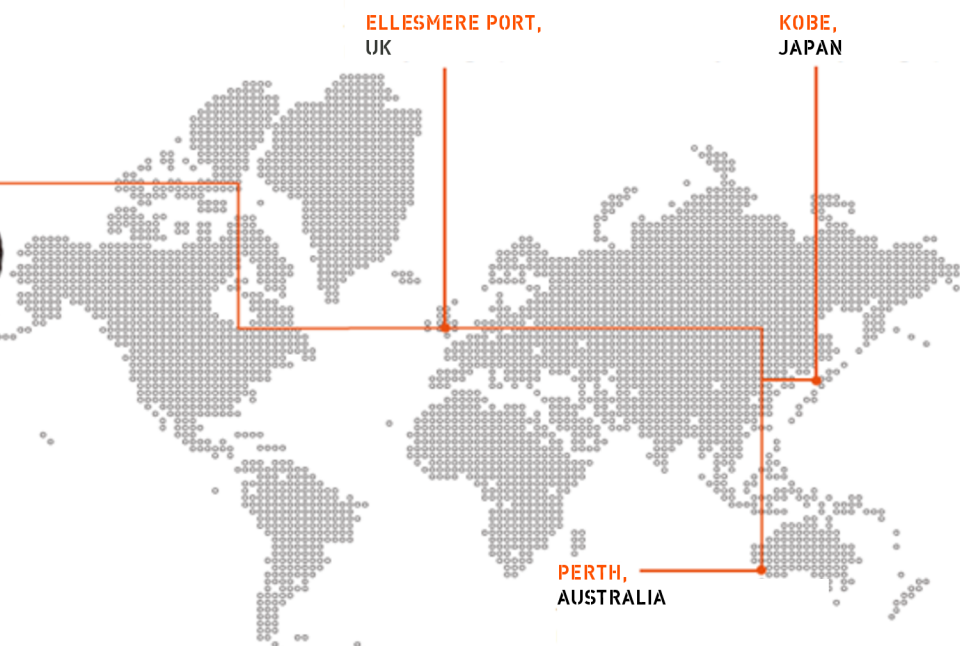 ELLESMERE PORT,
UK
KOBE,
JAPAN
PERTH,
AUSTRALIA